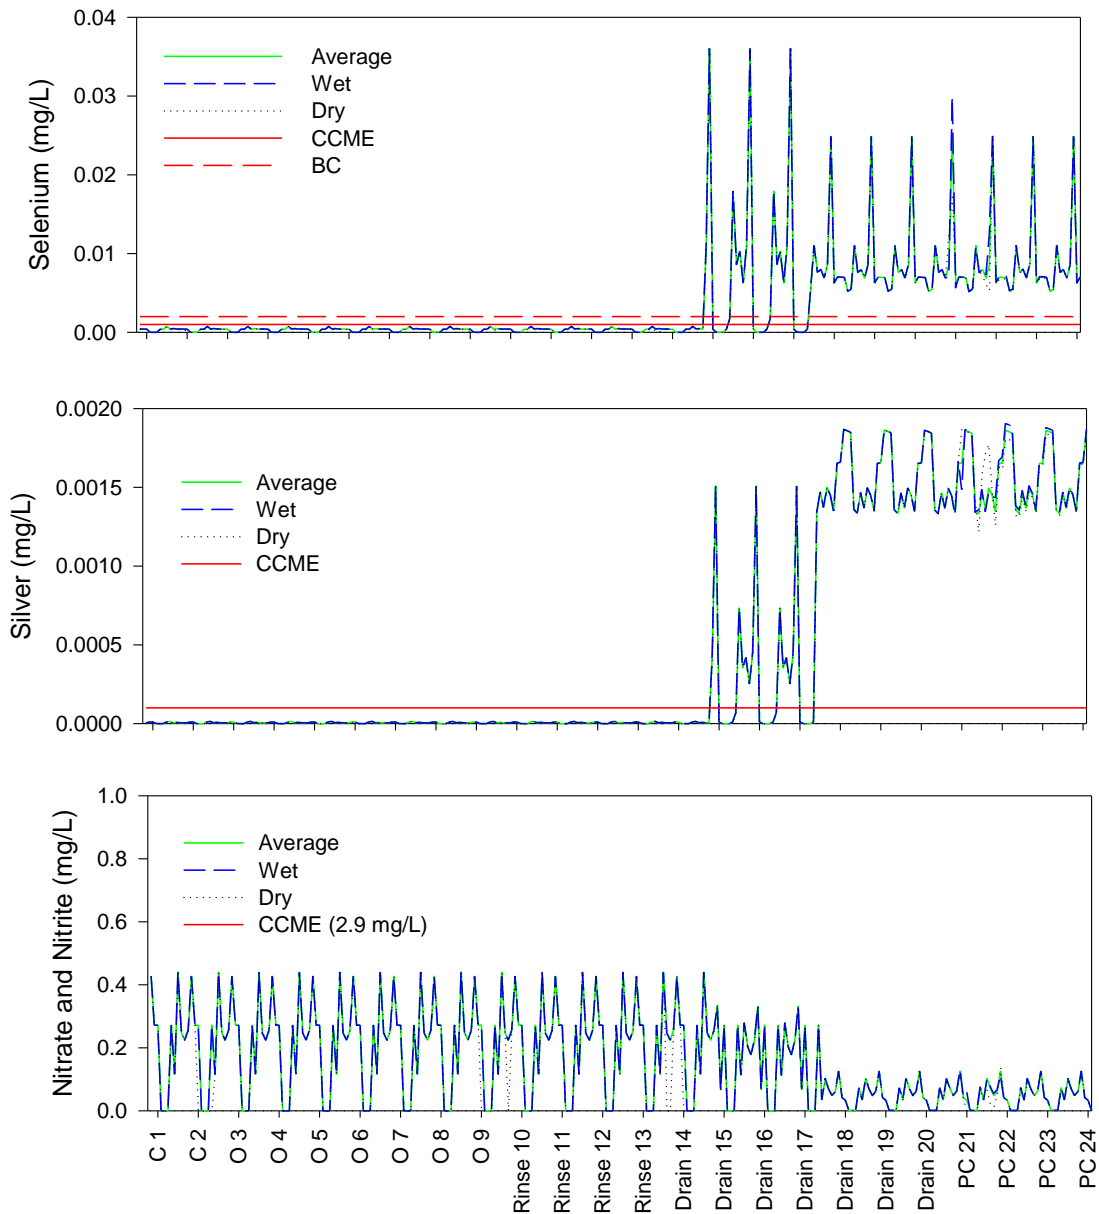 Selenium (mg/L)
0.04
0.03
0.02
0.01
0.00
Average
Wet
Dry
CCME
BC
Silver (mg/L)
0.0020
0.0015
0.0010
0.0005
0.0000
Average
Wet
Dry
CCME
Nitrate and Nitrite (mg/L)
1.0
0.8
0.6
0.4
0.2
0.0
Average
Wet
Dry
CCME (2.9 mg/L)
C 1
C 2
O 3
O 4
O 5
O 6
O 7
O 8
O 9
Rinse 10
Rinse 11
Rinse 12
Rinse 13
Drain 14
Drain 15
Drain 16
Drain 17
Drain 18
Drain 19
Drain 20
PC 21
PC 22
PC 23
PC 24